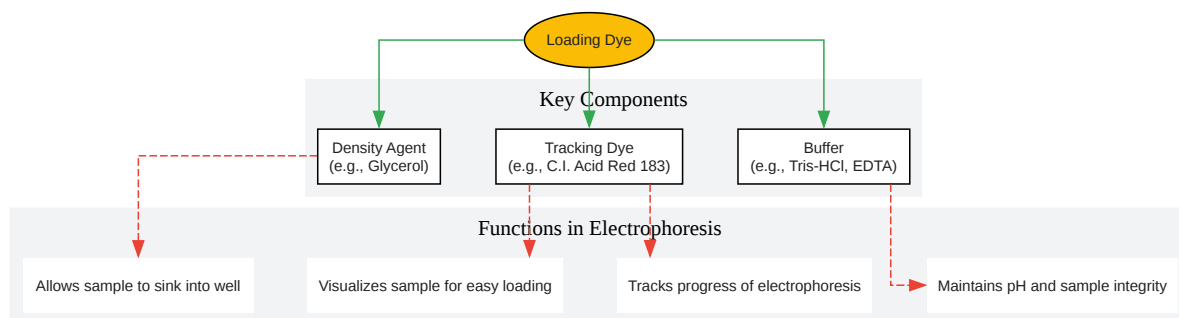 Loading Dye
Key Components
Density Agent
(e.g., Glycerol)
Tracking Dye
(e.g., C.I. Acid Red 183)
Buffer
(e.g., Tris-HCl, EDTA)
Functions in Electrophoresis
Allows sample to sink into well
Visualizes sample for easy loading
Tracks progress of electrophoresis
Maintains pH and sample integrity